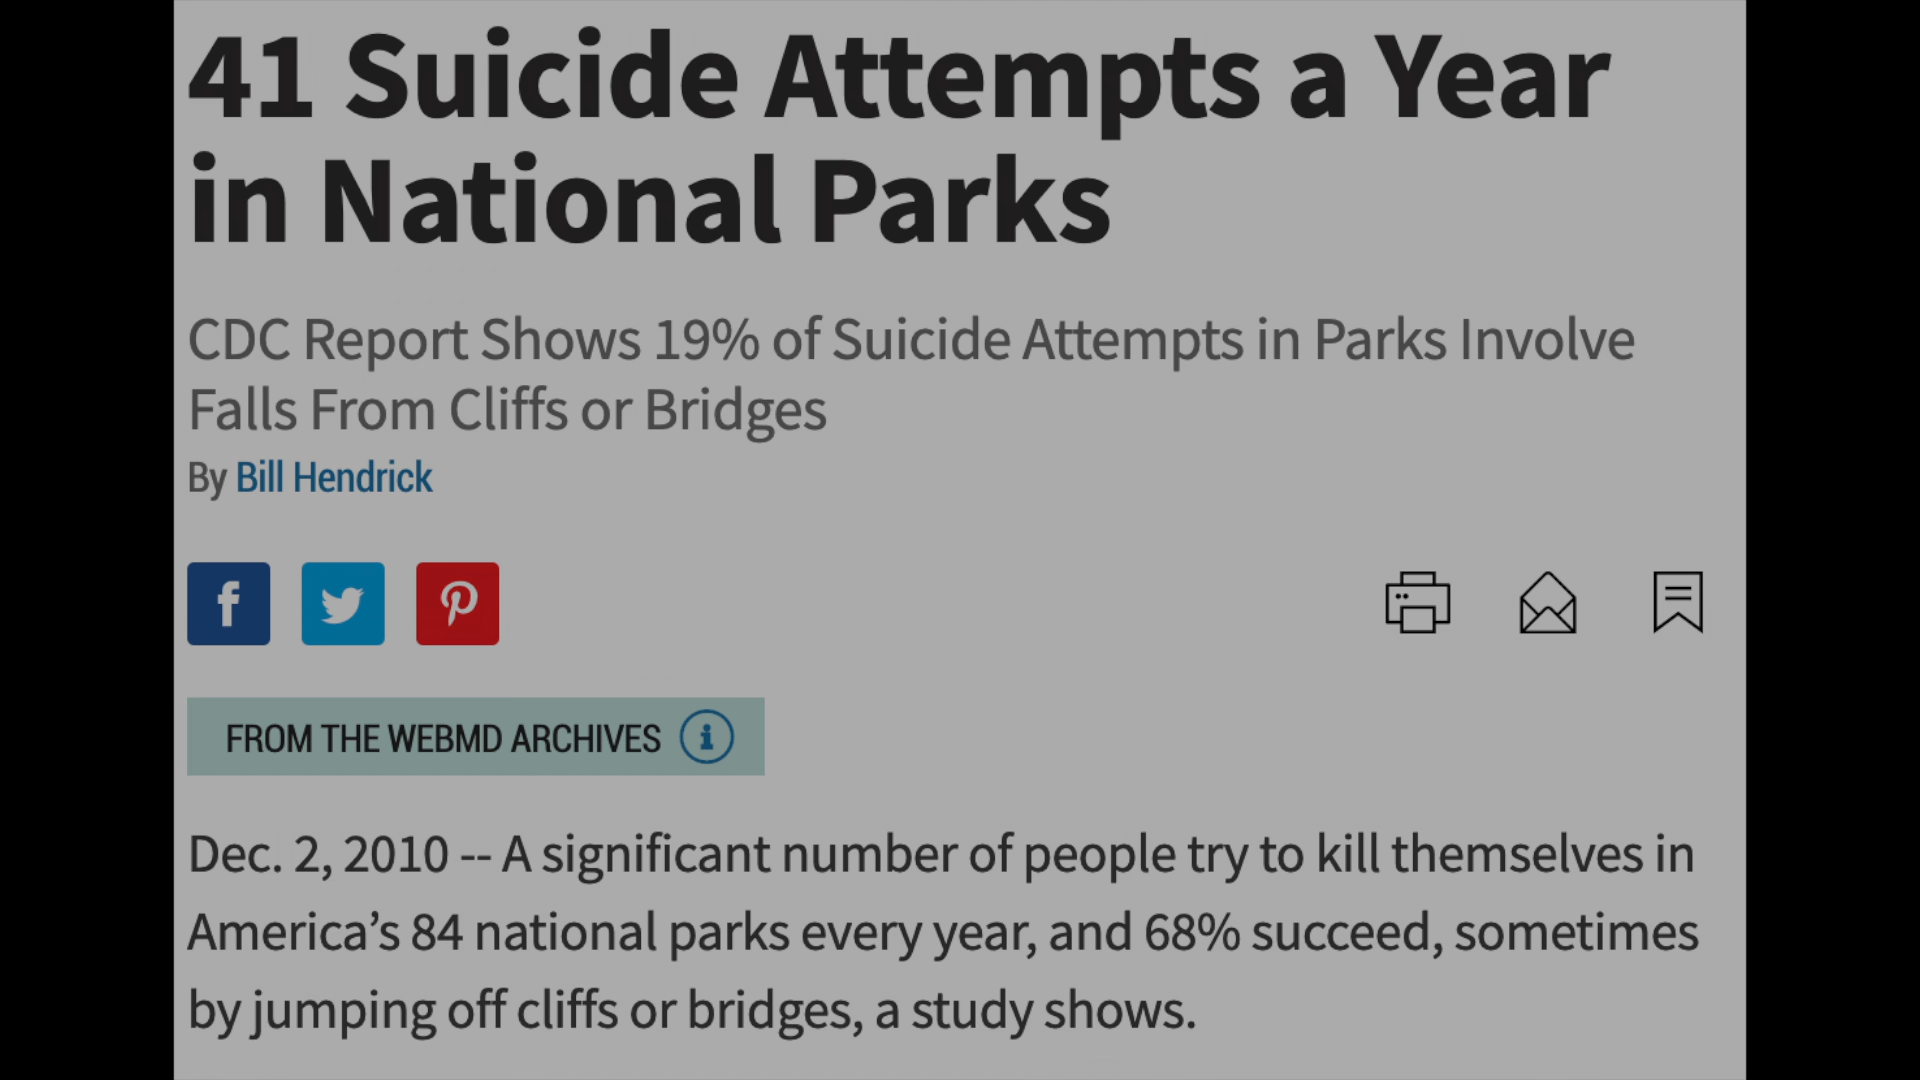 41 Suicide Attempts a Year
in National Parks
CDC Report Shows 19% of Suicide Attempts in Parks Involve
Falls From Cliffs or Bridges
By Bill Hendrick
FROM THE WEBMD ARCHIVES
Dec. 2, 2010 -- A significant number of people try to kill themselves in
America’s 84 national parks every year, and 68% succeed, sometimes
by jumping off cliffs or bridges, a study shows.